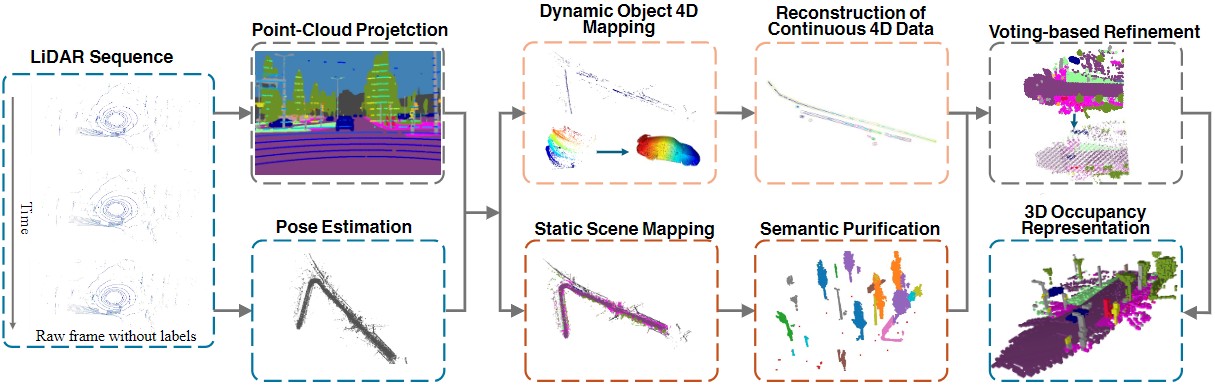 LiDAR Sequence
Time
Raw frame without labels
Point-Cloud Projetction
Pose Estimation
Dynamic Object 4D
Mapping
Static Scene Mapping
Reconstruction of
Continuous 4D Data
Semantic Purification
Voting-based Refinement
3D Occupancy
Representation